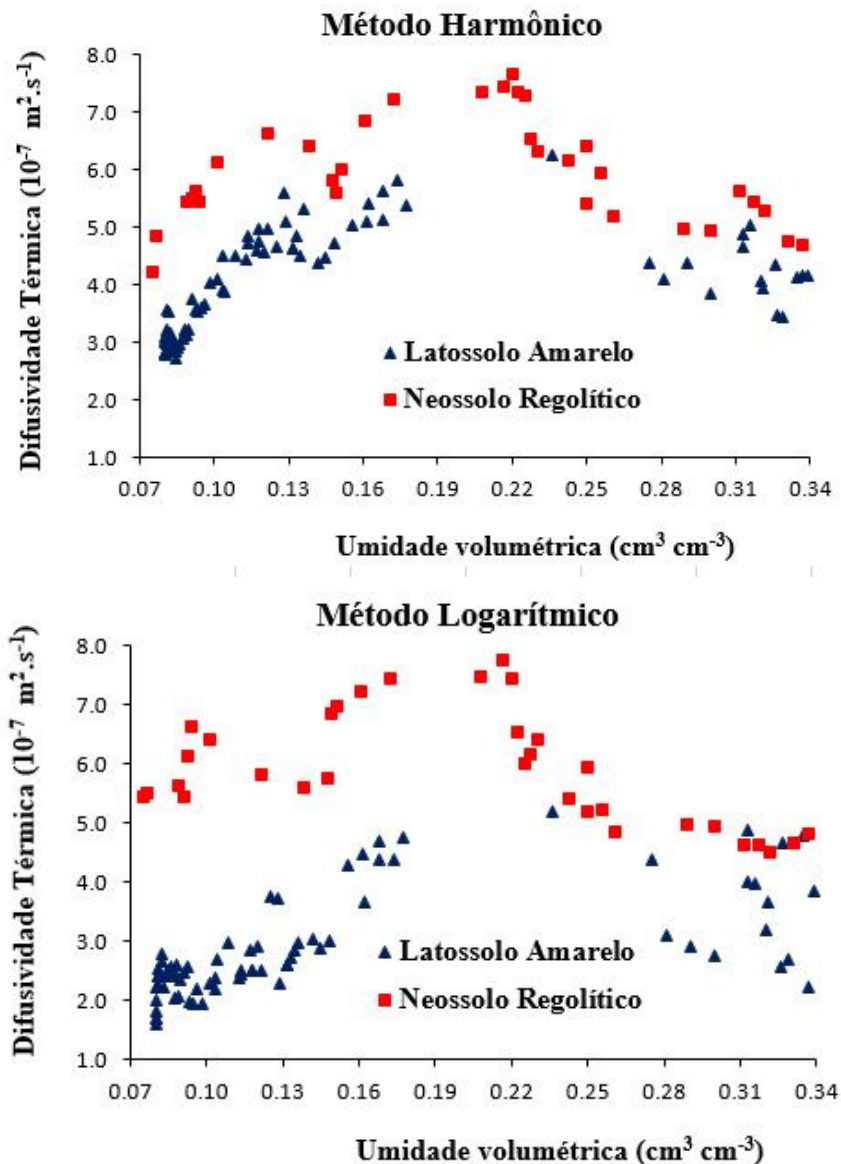 Método Harmônico
Difusividade Térmica (10⁻⁷ m².s⁻¹)
8.0
7.0
6.0
5.0
4.0
3.0
2.0
1.0
Latossolo Amarelo
Neossolo Regolítico
0.07 0.10 0.13 0.16 0.19 0.22 0.25 0.28 0.31 0.34
Umidade volumétrica (cm³ cm⁻³)
Método Logarítmico
Difusividade Térmica (10⁻⁷ m².s⁻¹)
8.0
7.0
6.0
5.0
4.0
3.0
2.0
1.0
Latossolo Amarelo
Neossolo Regolítico
0.07 0.10 0.13 0.16 0.19 0.22 0.25 0.28 0.31 0.34
Umidade volumétrica (cm³ cm⁻³)